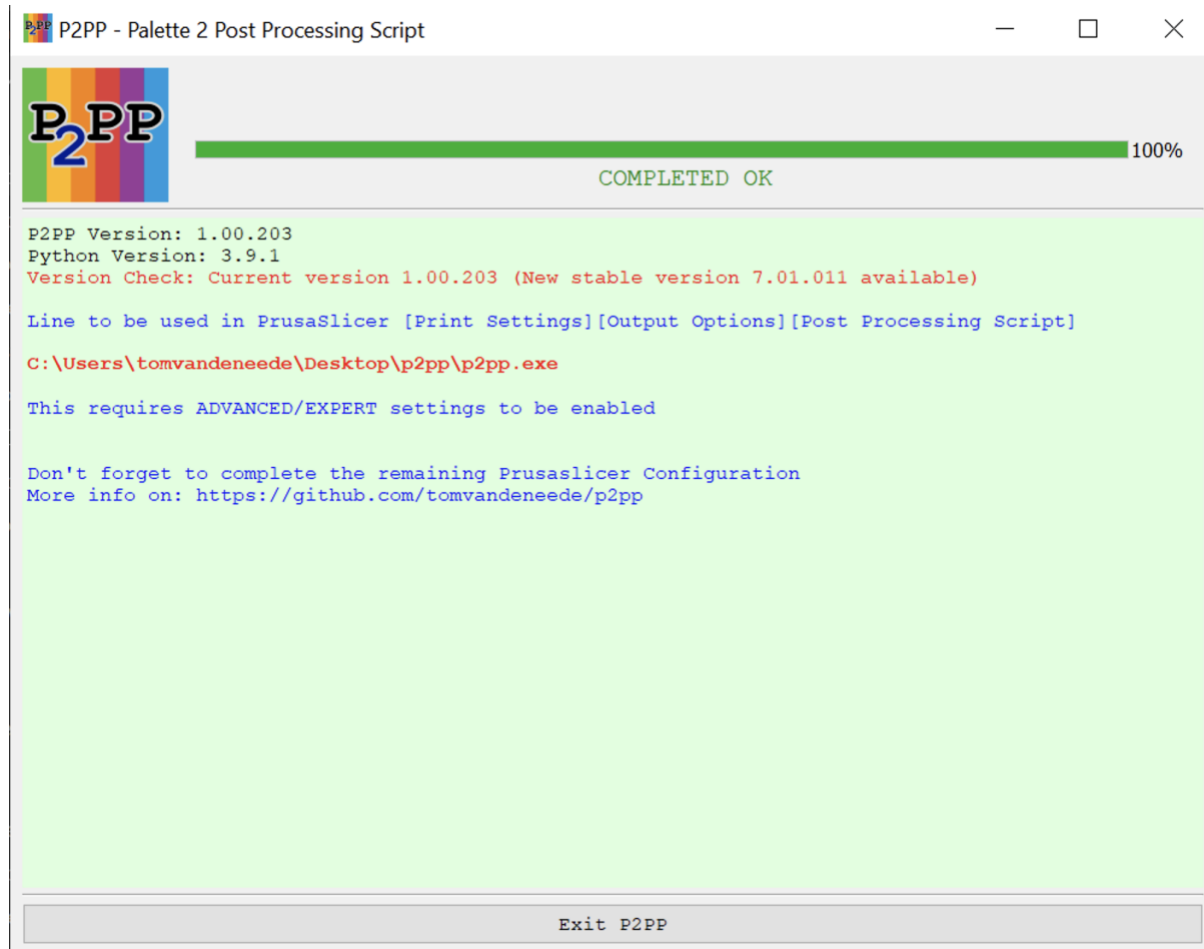 P2PP - Palette 2 Post Processing Script
P2PP
100%
COMPLETED OK
P2PP Version: 1.00.203
Python Version: 3.9.1
Version Check: Current version 1.00.203 (New stable version 7.01.011 available)
Line to be used in PrusaSlicer [Print Settings][Output Options][Post Processing Script]
C:\Users\tomvandeneede\Desktop\p2pp\p2pp.exe
This requires ADVANCED/EXPERT settings to be enabled
Don't forget to complete the remaining Prusaslicer Configuration
More info on: https://github.com/tomvandeneede/p2pp
Exit P2PP